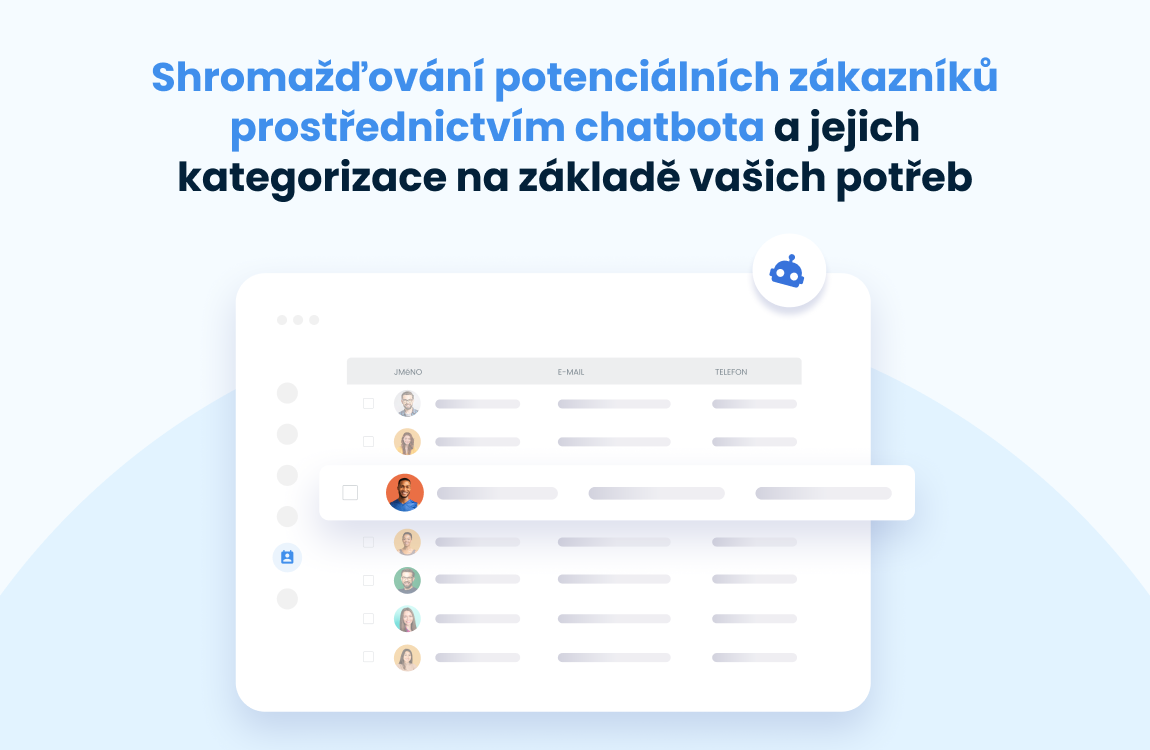 Shromažďování potenciálních zákazníků
prostřednictvím chatbota a jejich
kategorizace na základě vašich potřeb
JMéNO E-MAIL TELEFON